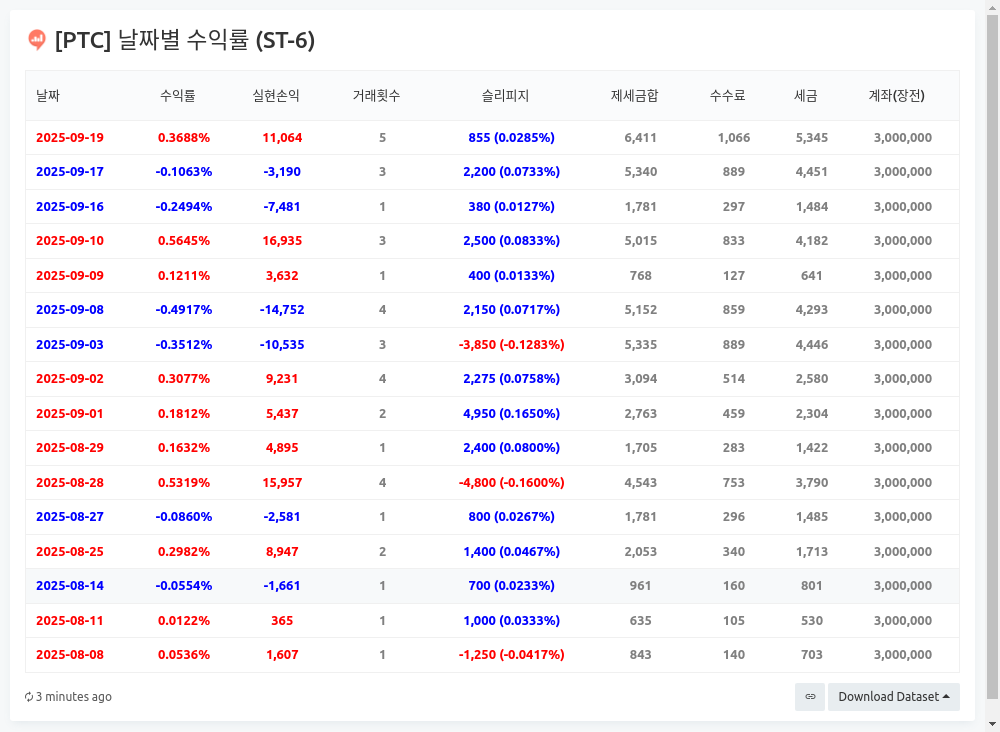 [PTC] 날짜별 수익률 (ST-6)
날짜 수익률 실현손익 거래횟수 슬리피지 제세금합 수수료 세금 계좌(장전)
2025-09-19 0.3688% 11,064 5 855 (0.0285%) 6,411 1,066 5,345 3,000,000
2025-09-17 -0.1063% -3,190 3 2,200 (0.0733%) 5,340 889 4,451 3,000,000
2025-09-16 -0.2494% -7,481 1 380 (0.0127%) 1,781 297 1,484 3,000,000
2025-09-10 0.5645% 16,935 3 2,500 (0.0833%) 5,015 833 4,182 3,000,000
2025-09-09 0.1211% 3,632 1 400 (0.0133%) 768 127 641 3,000,000
2025-09-08 -0.4917% -14,752 4 2,150 (0.0717%) 5,152 859 4,293 3,000,000
2025-09-03 -0.3512% -10,535 3 -3,850 (-0.1283%) 5,335 889 4,446 3,000,000
2025-09-02 0.3077% 9,231 4 2,275 (0.0758%) 3,094 514 2,580 3,000,000
2025-09-01 0.1812% 5,437 2 4,950 (0.1650%) 2,763 459 2,304 3,000,000
2025-08-29 0.1632% 4,895 1 2,400 (0.0800%) 1,705 283 1,422 3,000,000
2025-08-28 0.5319% 15,957 4 -4,800 (-0.1600%) 4,543 753 3,790 3,000,000
2025-08-27 -0.0860% -2,581 1 800 (0.0267%) 1,781 296 1,485 3,000,000
2025-08-25 0.2982% 8,947 2 1,400 (0.0467%) 2,053 340 1,713 3,000,000
2025-08-14 -0.0554% -1,661 1 700 (0.0233%) 961 160 801 3,000,000
2025-08-11 0.0122% 365 1 1,000 (0.0333%) 635 105 530 3,000,000
2025-08-08 0.0536% 1,607 1 -1,250 (-0.0417%) 843 140 703 3,000,000
3 minutes ago Download Dataset